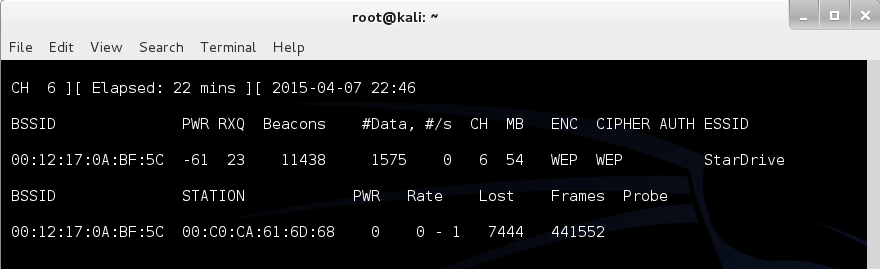 root@kali: ~
File Edit View Search Terminal Help
CH 6 ][ Elapsed: 22 mins ][ 2015-04-07 22:46
BSSID PWR RXQ Beacons #Data, #/s CH MB ENC CIPHER AUTH ESSID
00:12:17:0A:BF:5C -61 23 11438 1575 0 6 54 WEP WEP StarDrive
BSSID STATION PWR Rate Lost Frames Probe
00:12:17:0A:BF:5C 00:C0:CA:61:6D:68 0 0 - 1 7444 441552